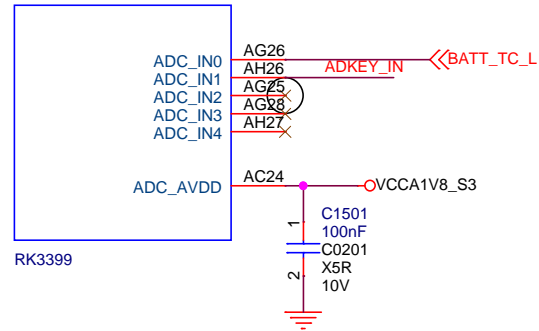 ADC_IN0 AG26 BATT_TC_L
ADC_IN1 AH26 ADKEY_IN
ADC_IN2 AG25
ADC_IN3 AG28
ADC_IN4 AH27
ADC_AVDD AC24 VCCA1V8_S3
1 C1501
100nF
C0201
2 X5R
10V
RK3399